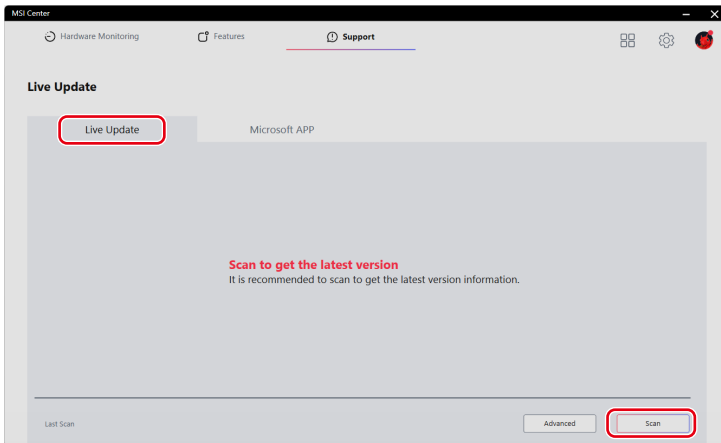 MSI Center
Hardware Monitoring
Features
Support
Live Update
Live Update
Microsoft APP
Scan to get the latest version
It is recommended to scan to get the latest version information.
Last Scan
Advanced
Scan